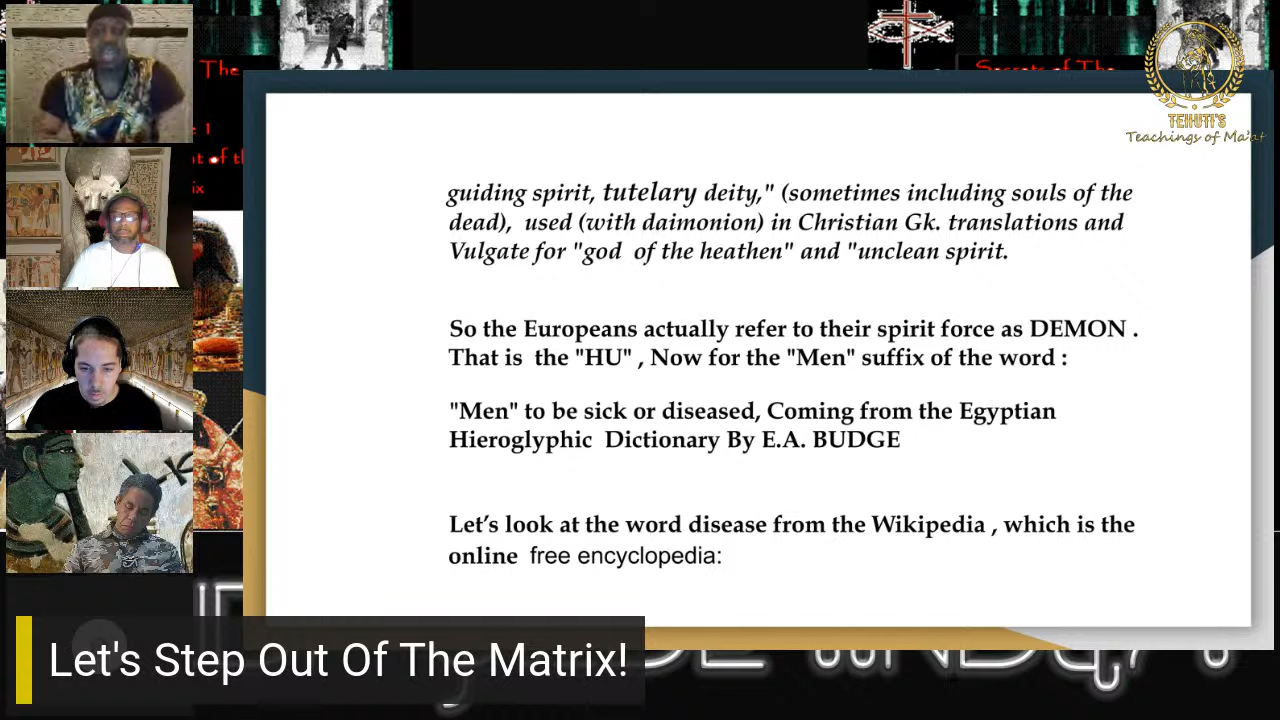 The
Secrets of The
TEHUTI'S
Teachings of Ma'at
guiding spirit, tutelary deity," (sometimes including souls of the
dead),  used (with daimonion) in Christian Gk. translations and
Vulgate for "god  of the heathen" and "unclean spirit.
So the Europeans actually refer to their spirit force as DEMON .
That is  the "HU" , Now for the "Men" suffix of the word :
"Men" to be sick or diseased, Coming from the Egyptian
Hieroglyphic  Dictionary By E.A. BUDGE
Let's look at the word disease from the Wikipedia , which is the
online  free encyclopedia:
Let's Step Out Of The Matrix!